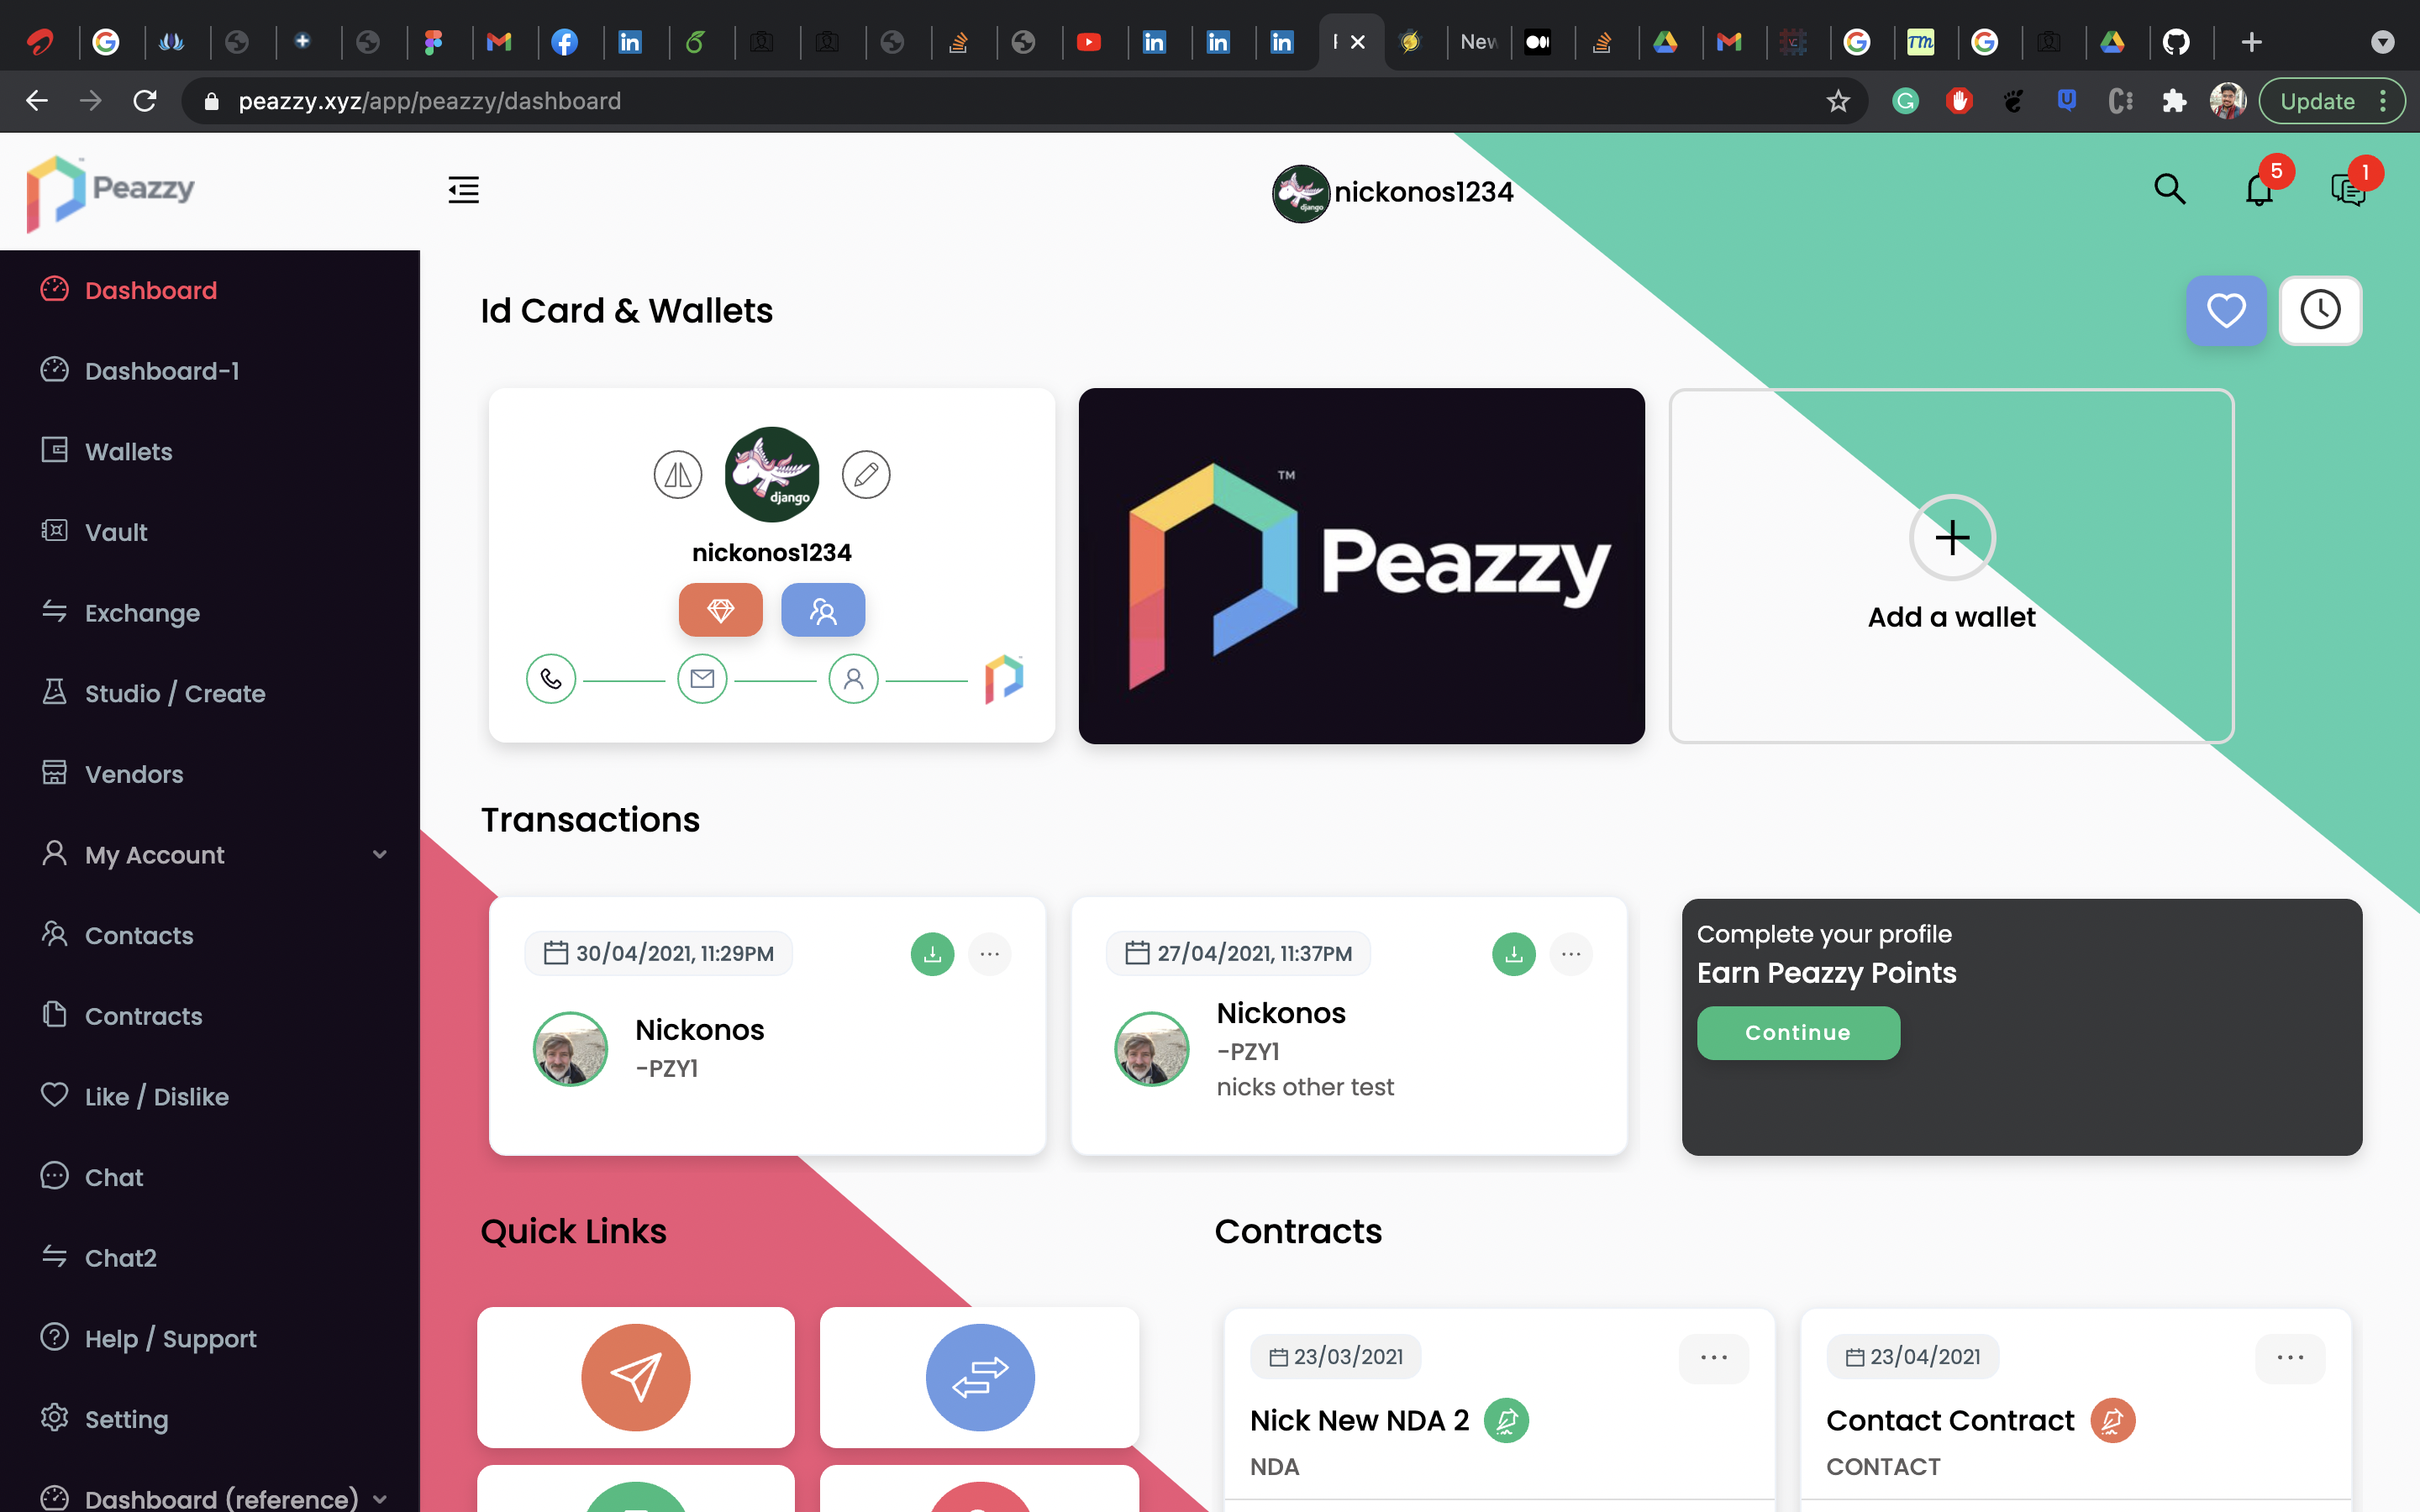 New
peazzy.xyz/app/peazzy/dashboard
Update
Peazzy
nickonos1234
5
1
Dashboard
Dashboard-1
Wallets
Vault
Exchange
Studio / Create
Vendors
My Account
Contacts
Contracts
Like / Dislike
Chat
Chat2
Help / Support
Setting
Dashboard (reference)
Id Card & Wallets
django
nickonos1234
Peazzy
TM
Add a wallet
Transactions
30/04/2021, 11:29PM
Nickonos
-PZY1
27/04/2021, 11:37PM
Nickonos
-PZY1
nicks other test
Complete your profile
Earn Peazzy Points
Continue
Quick Links
Contracts
23/03/2021
Nick New NDA 2
NDA
23/04/2021
Contact Contract
CONTACT